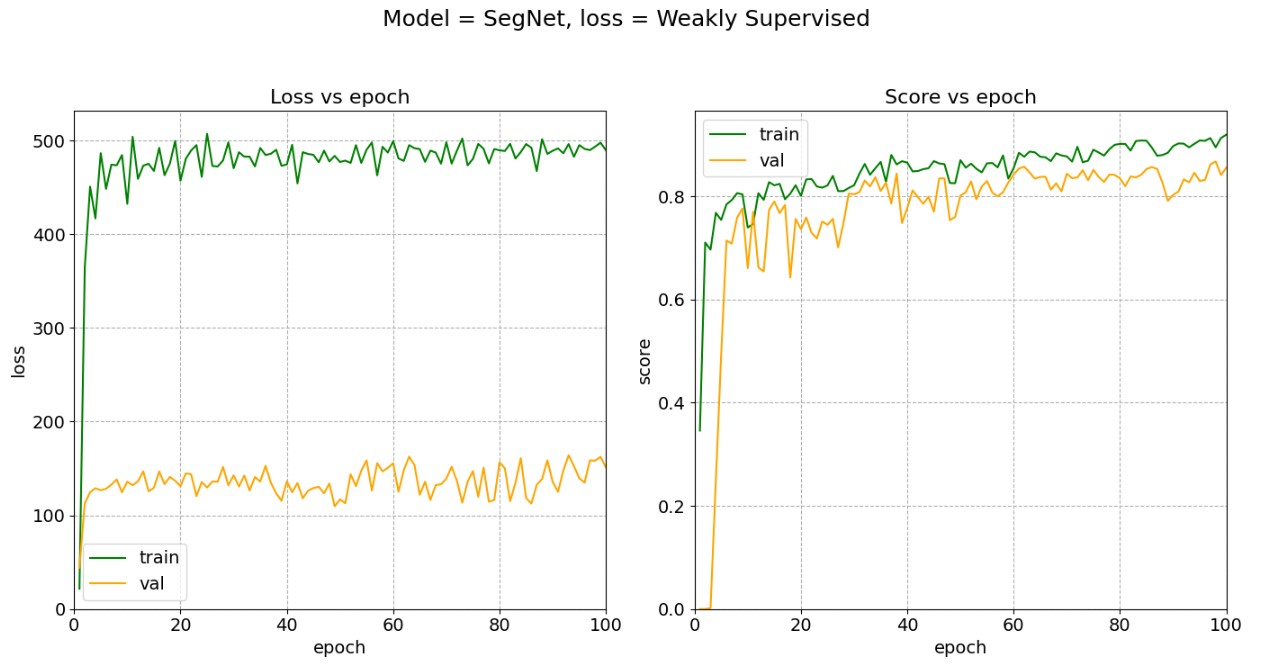 Model = SegNet, loss = Weakly Supervised
Loss vs epoch
500
400
300
200
100
0
loss
train
val
0 20 40 60 80 100
epoch
Score vs epoch
train
val
0.8
0.6
0.4
0.2
0.0
score
0 20 40 60 80 100
epoch